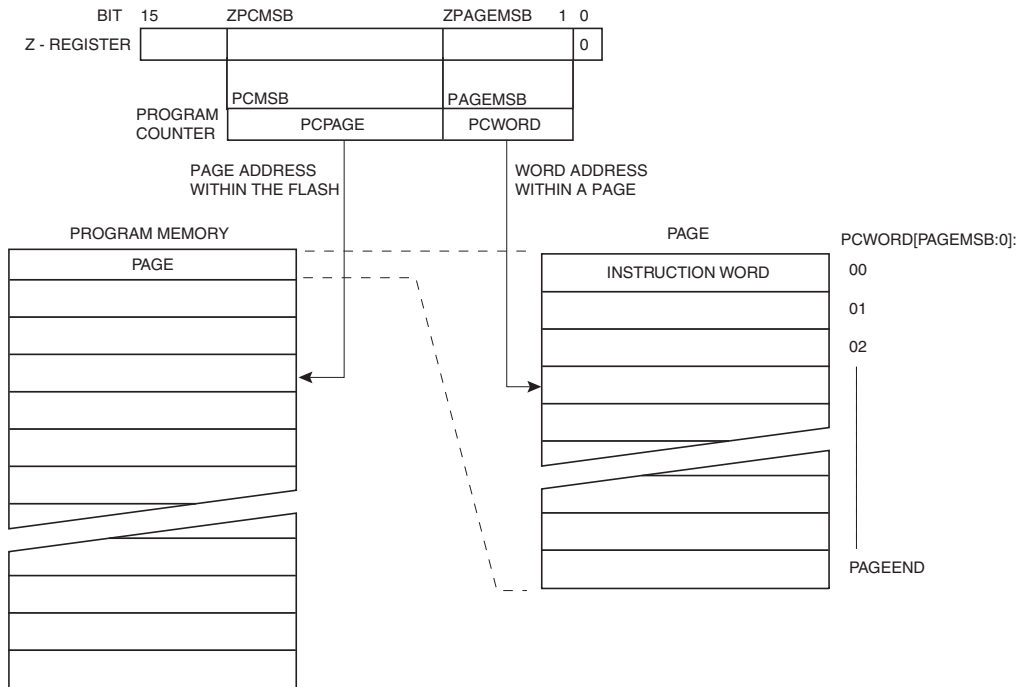 BIT 15 ZPCMSB ZPAGEMSB 1 0
Z - REGISTER 0
PCMSB PAGEMSB
PROGRAM
COUNTER
PCPAGE PCWORD
PAGE ADDRESS
WITHIN THE FLASH
WORD ADDRESS
WITHIN A PAGE
PROGRAM MEMORY
PAGE
PAGE
PCWORD[PAGEMSB:0]:
INSTRUCTION WORD
00
01
02
PAGEEND